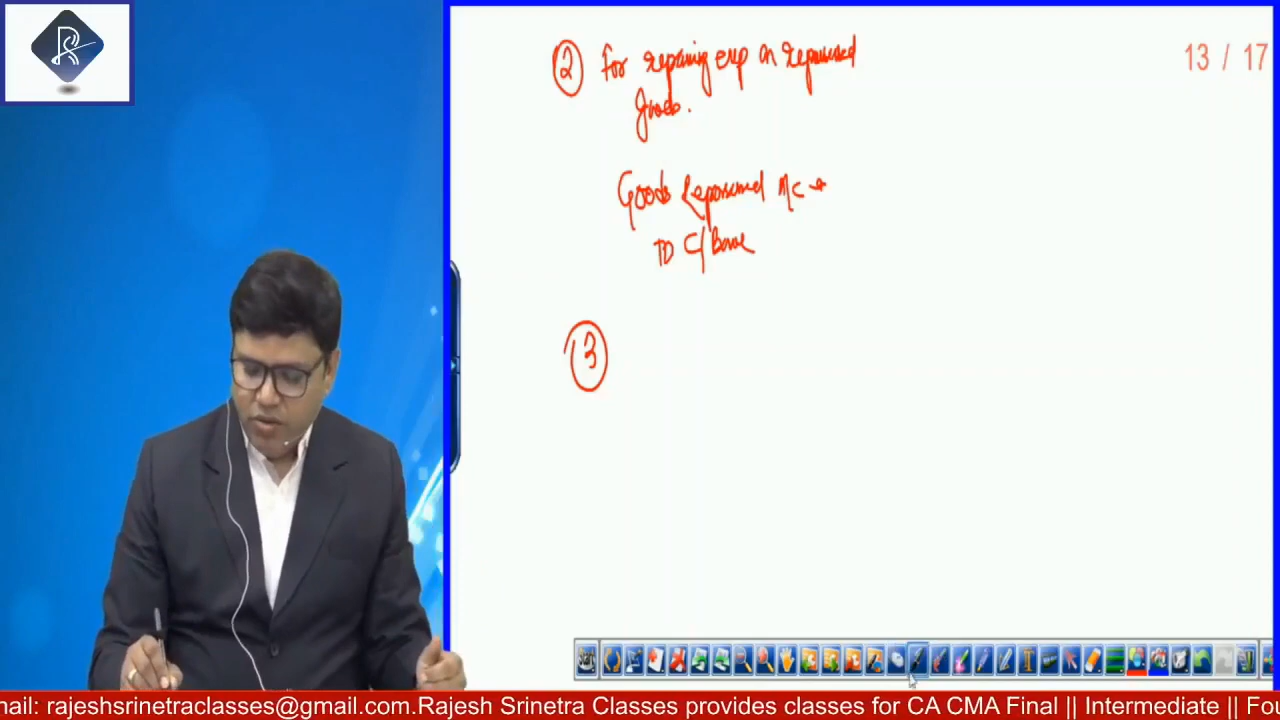 ② For repairing exp on repossessed
goods.
Goods Repossessed A/c
To C/Bank
③
13 / 17
nail: rajeshsrinetraclasses@gmail.com.Rajesh Srinetra Classes provides classes for CA CMA Final || Intermediate || Fou